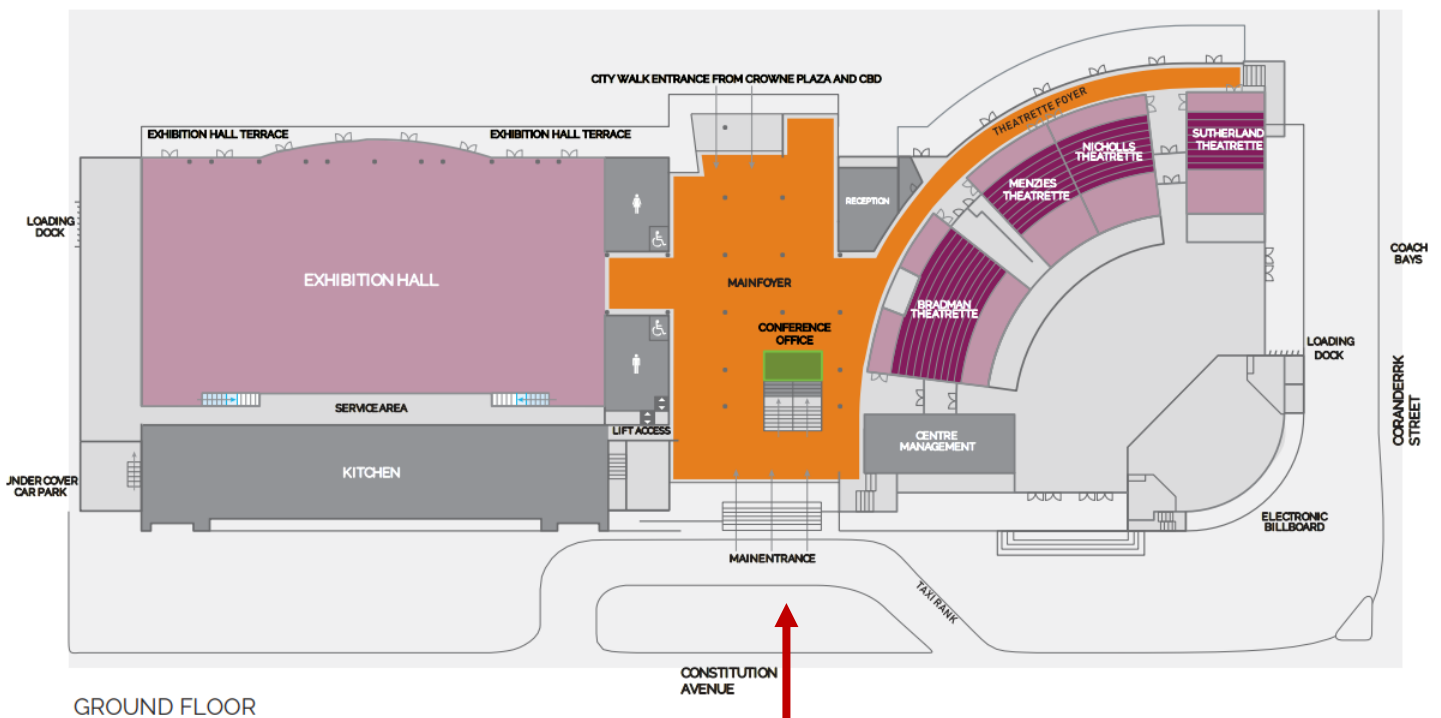 CITY WALK ENTRANCE FROM CROWNE PLAZA AND CBD
EXHIBITION HALL TERRACE
EXHIBITION HALL TERRACE
THEATRETTE FOYER
SUTHERLAND
THEATRETTE
NICHOLLS
THEATRETTE
MENZIES
THEATRETTE
RECEPTION
LOADING
DOCK
COACH
BAYS
EXHIBITION HALL
MAIN FOYER
BRADMAN
THEATRETTE
CONFERENCE
OFFICE
LOADING
DOCK
CORANDERRK
STREET
SERVICE AREA
LIFT ACCESS
CENTRE
MANAGEMENT
KITCHEN
UNDER COVER
CAR PARK
ELECTRONIC
BILLBOARD
MAIN ENTRANCE
TAXI RANK
CONSTITUTION
AVENUE
GROUND FLOOR